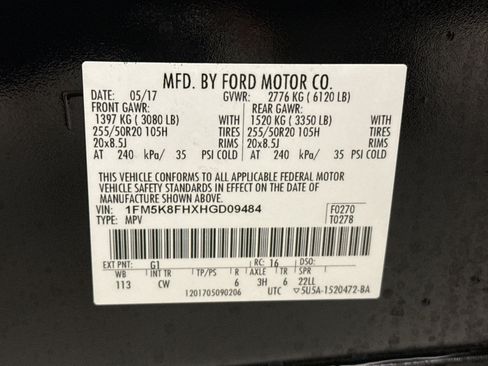 MFD. BY FORD MOTOR CO.
DATE: 05/17 GVWR: 2776 KG ( 6120 LB)
FRONT GAWR: REAR GAWR:
1397 KG ( 3080 LB) WITH 1520 KG ( 3350 LB) WITH
255/50R20 105H TIRES 255/50R20 105H TIRES
20x8.5J RIMS 20x8.5J RIMS
AT 240 kPa/ 35 PSI COLD AT 240 kPa/ 35 PSI COLD
THIS VEHICLE CONFORMS TO ALL APPLICABLE FEDERAL MOTOR
VEHICLE SAFETY STANDARD IN EFFECT ON THE DATE OF
MANUFACTURE SHOWN ABOVE.
VIN: 1FM5K8FHXHGD09484 F0270
TYPE: MPV T0278
EXT PNT: G1 RC: 16 DSO:
WB INT TR TP/PS R AXLE TR SPR
113 CW 6 3H 6 22LL
1201705090206 UTC ▽5U5A-1520472-BA